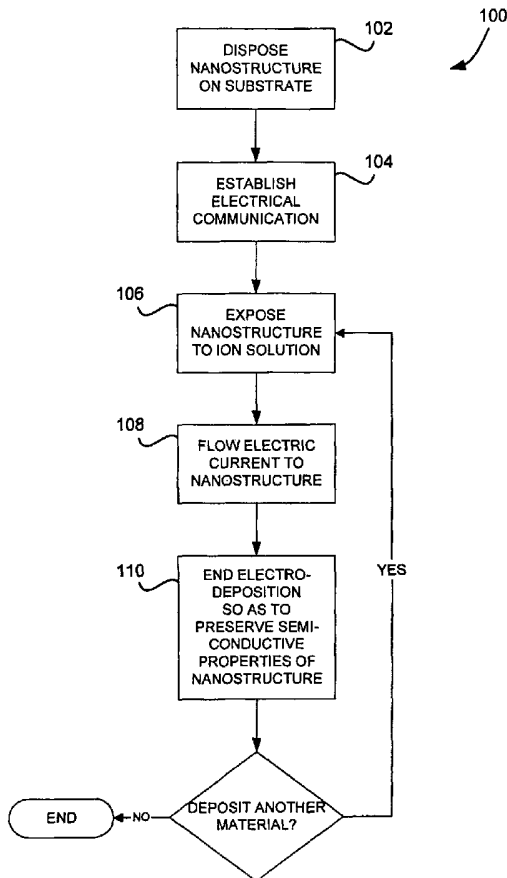 100
102
DISPOSE
NANOSTRUCTURE
ON SUBSTRATE
104
ESTABLISH
ELECTRICAL
COMMUNICATION
106
EXPOSE
NANOSTRUCTURE
TO ION SOLUTION
108
FLOW ELECTRIC
CURRENT TO
NANOSTRUCTURE
110
END ELECTRO-
DEPOSITION
SO AS TO
PRESERVE SEMI-
CONDUCTIVE
PROPERTIES OF
NANOSTRUCTURE
YES
DEPOSIT ANOTHER
MATERIAL?
NO
END